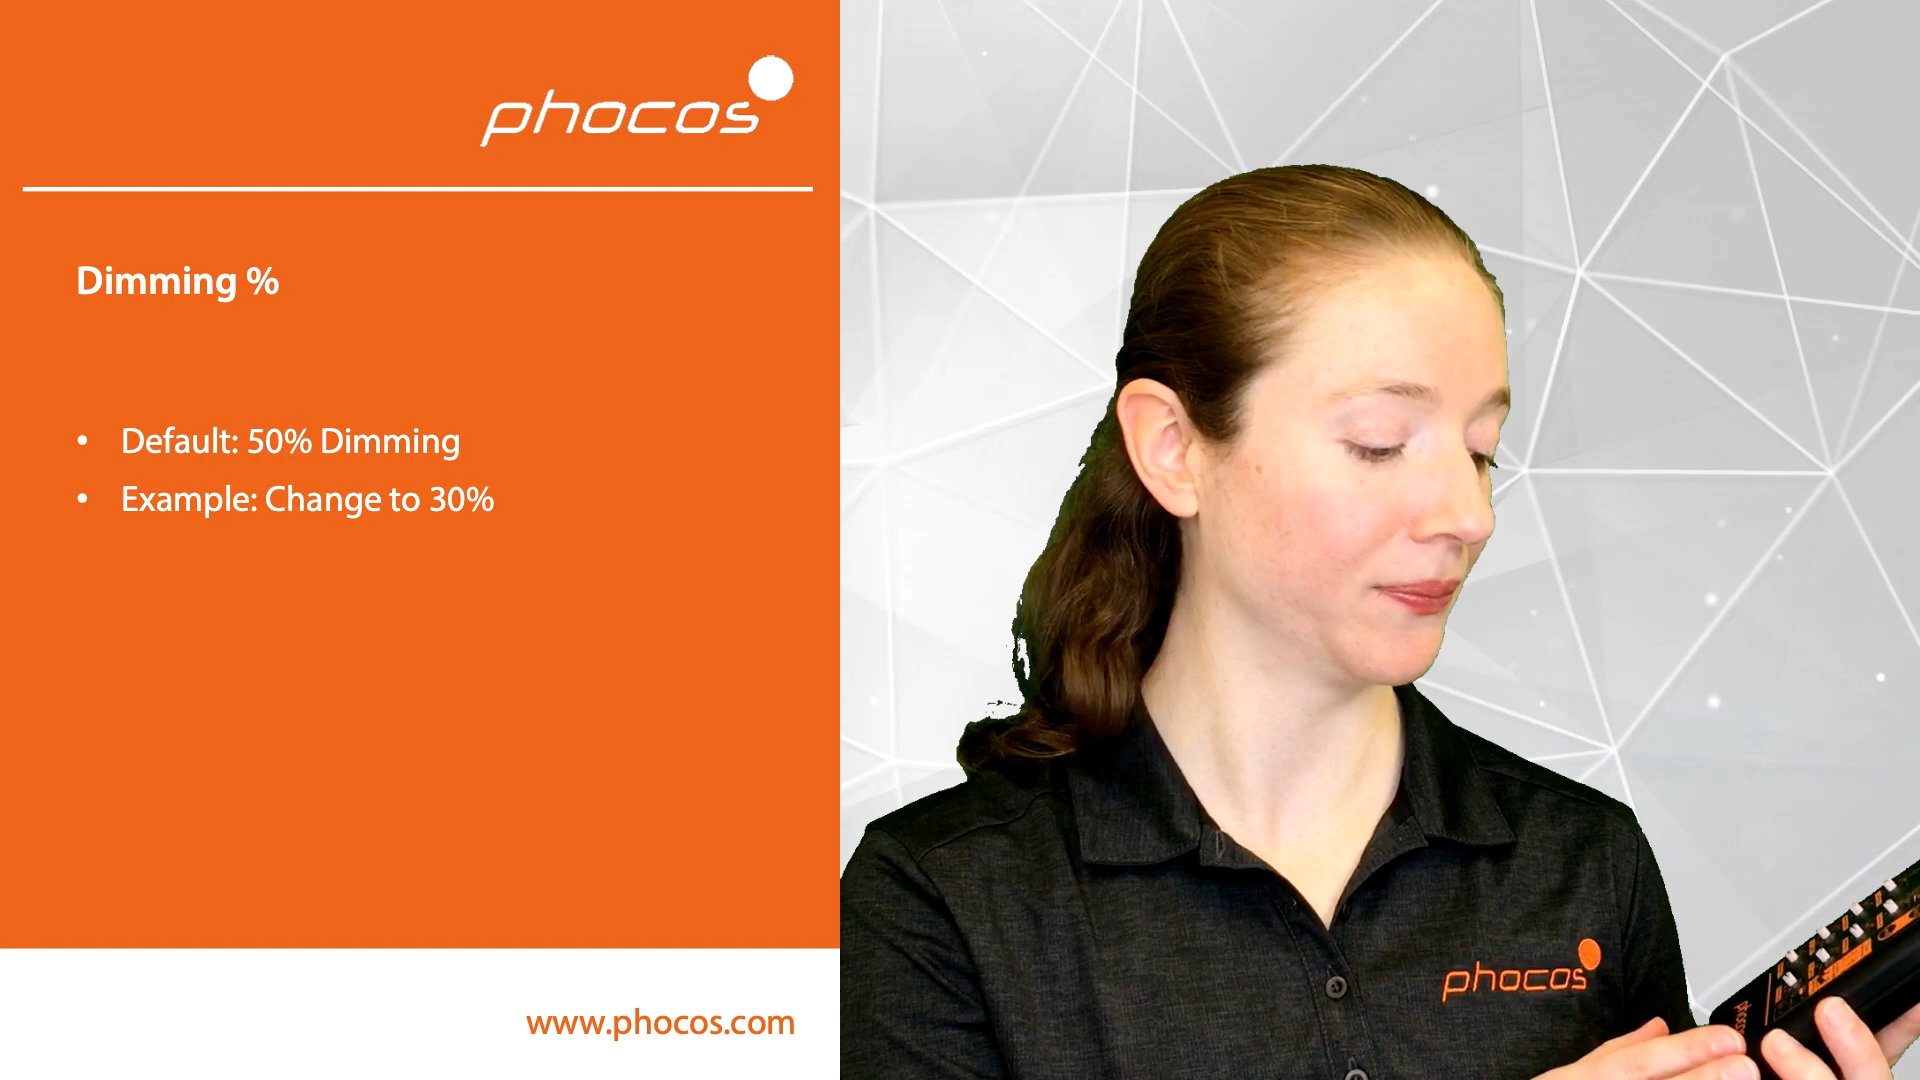 phocos
Dimming %
• Default: 50% Dimming
• Example: Change to 30%
www.phocos.com
phocos